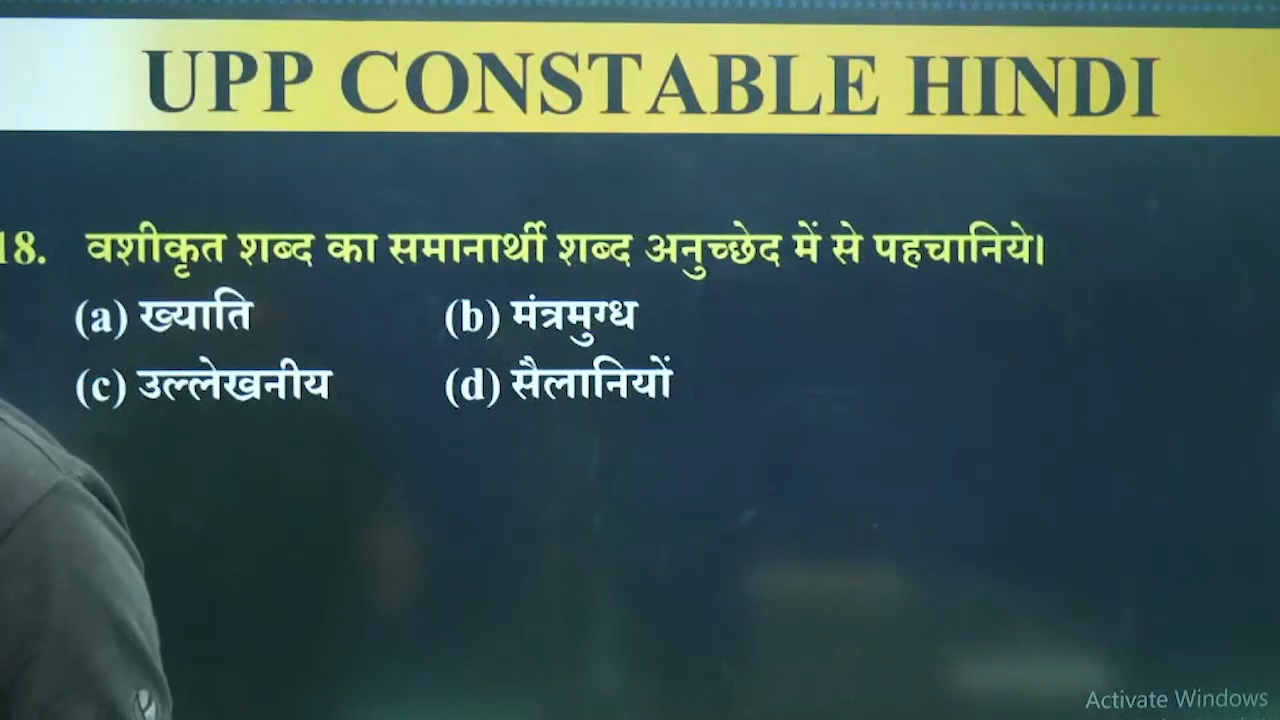 UPP CONSTABLE HINDI
18. वशीकृत शब्द का समानार्थी शब्द अनुच्छेद में से पहचानिये।
(a) ख्याति (b) मंत्रमुग्ध
(c) उल्लेखनीय (d) सैलानियों
Activate Windows